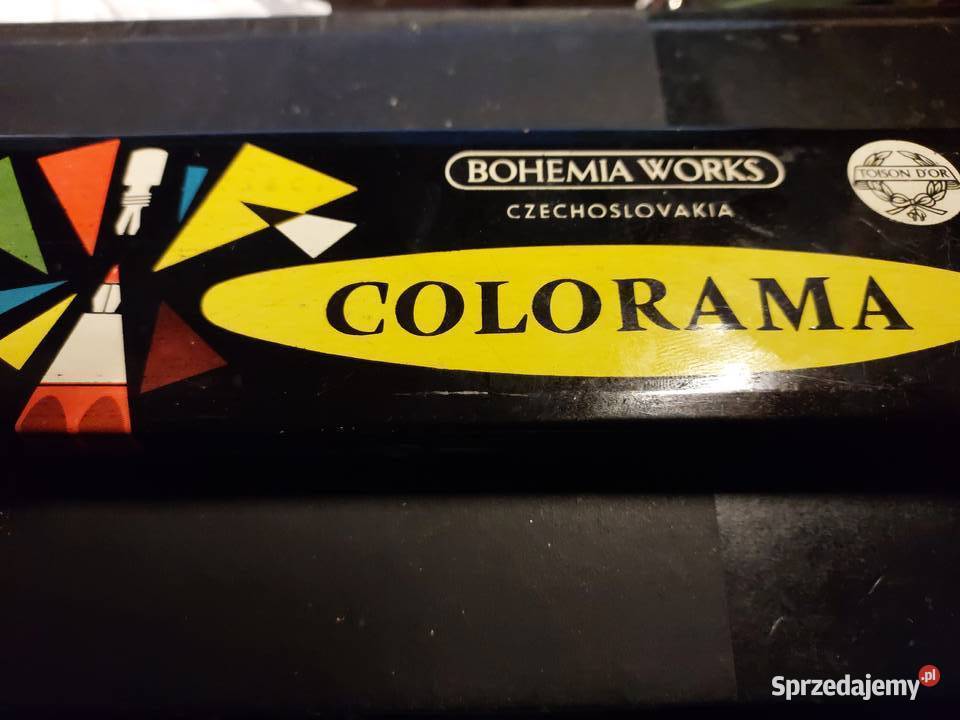 BOHEMIA WORKS
TOISON D'OR
CZECHOSLOVAKIA
COLORAMA
Sprzedajemy.pl